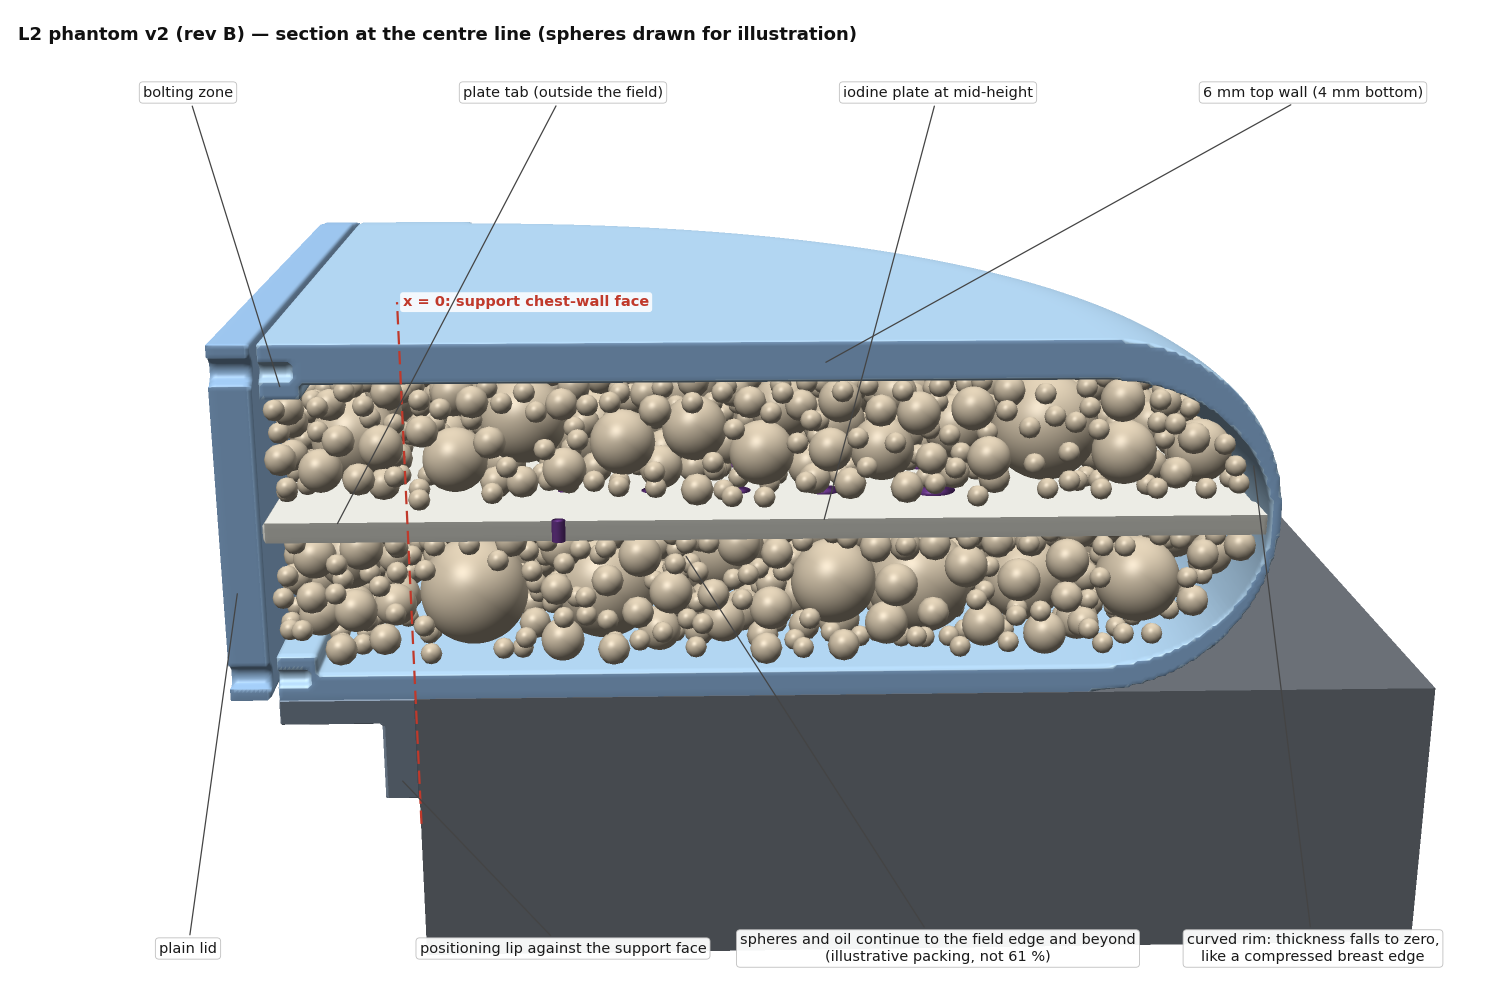 L2 phantom v2 (rev B) — section at the centre line (spheres drawn for illustration)
bolting zone
plate tab (outside the field)
iodine plate at mid-height
6 mm top wall (4 mm bottom)
x = 0: support chest-wall face
plain lid
positioning lip against the support face
spheres and oil continue to the field edge and beyond
(illustrative packing, not 61 %)
curved rim: thickness falls to zero,
like a compressed breast edge